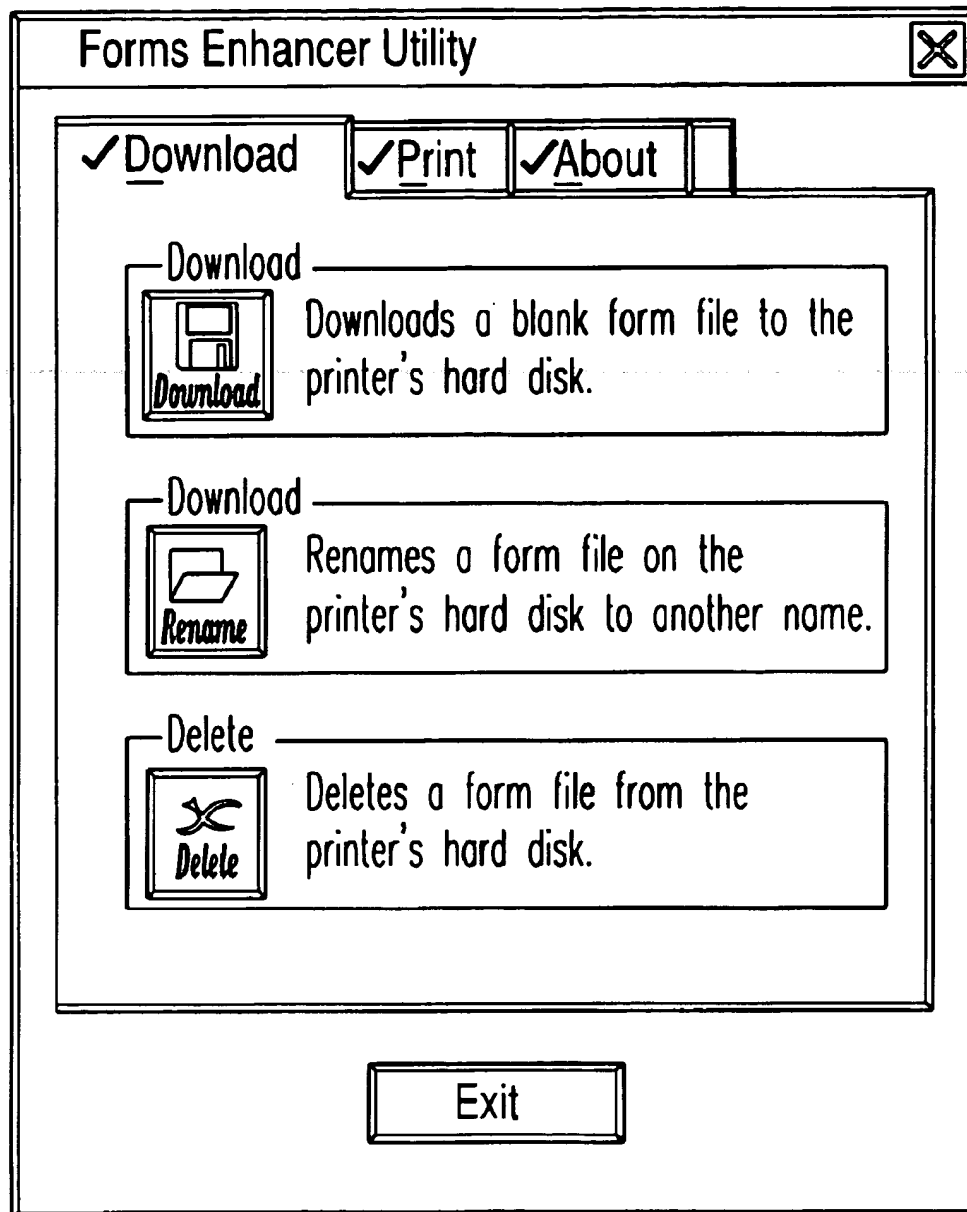 Forms Enhancer Utility
✓Download ✓Print ✓About
Download
Downloads a blank form file to the
printer's hard disk.
Download
Download
Renames a form file on the
printer's hard disk to another name.
Rename
Delete
Deletes a form file from the
printer's hard disk.
Delete
Exit